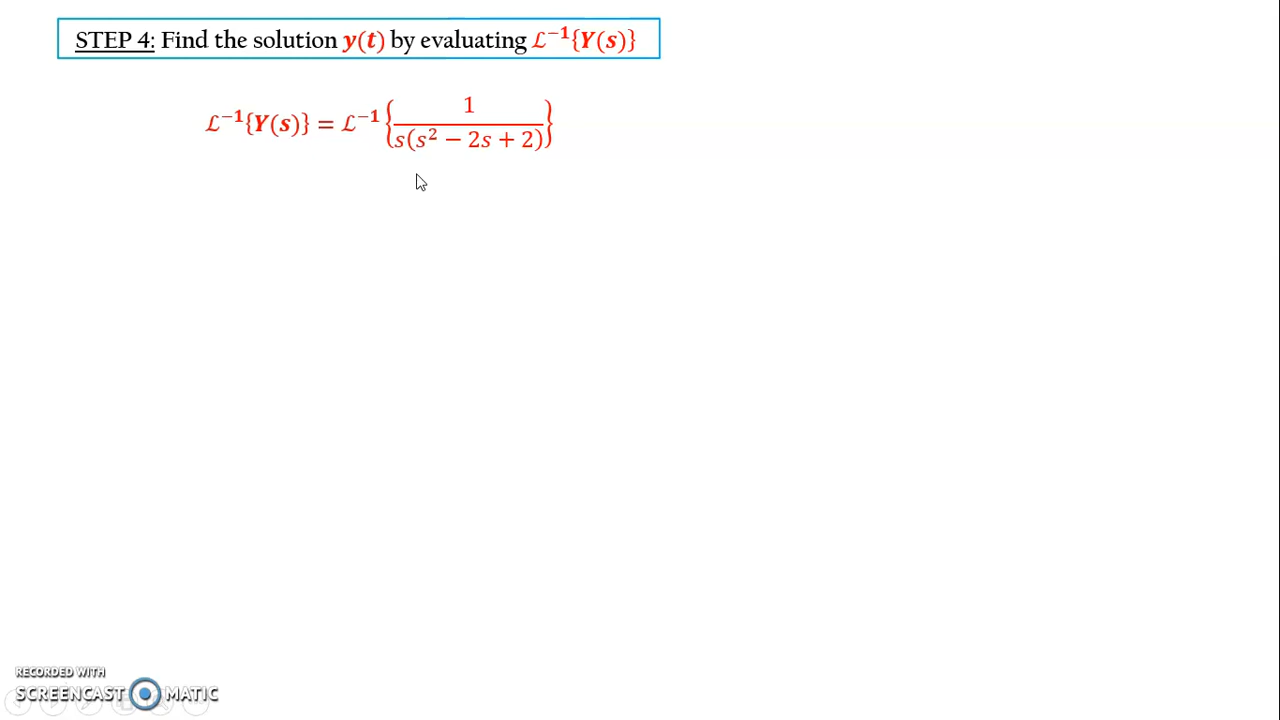 STEP 4: Find the solution y(t) by evaluating ℒ⁻¹{Y(s)}
ℒ⁻¹{Y(s)} = ℒ⁻¹{1/(s(s² − 2s + 2))}
RECORDED WITH
SCREENCAST MATIC